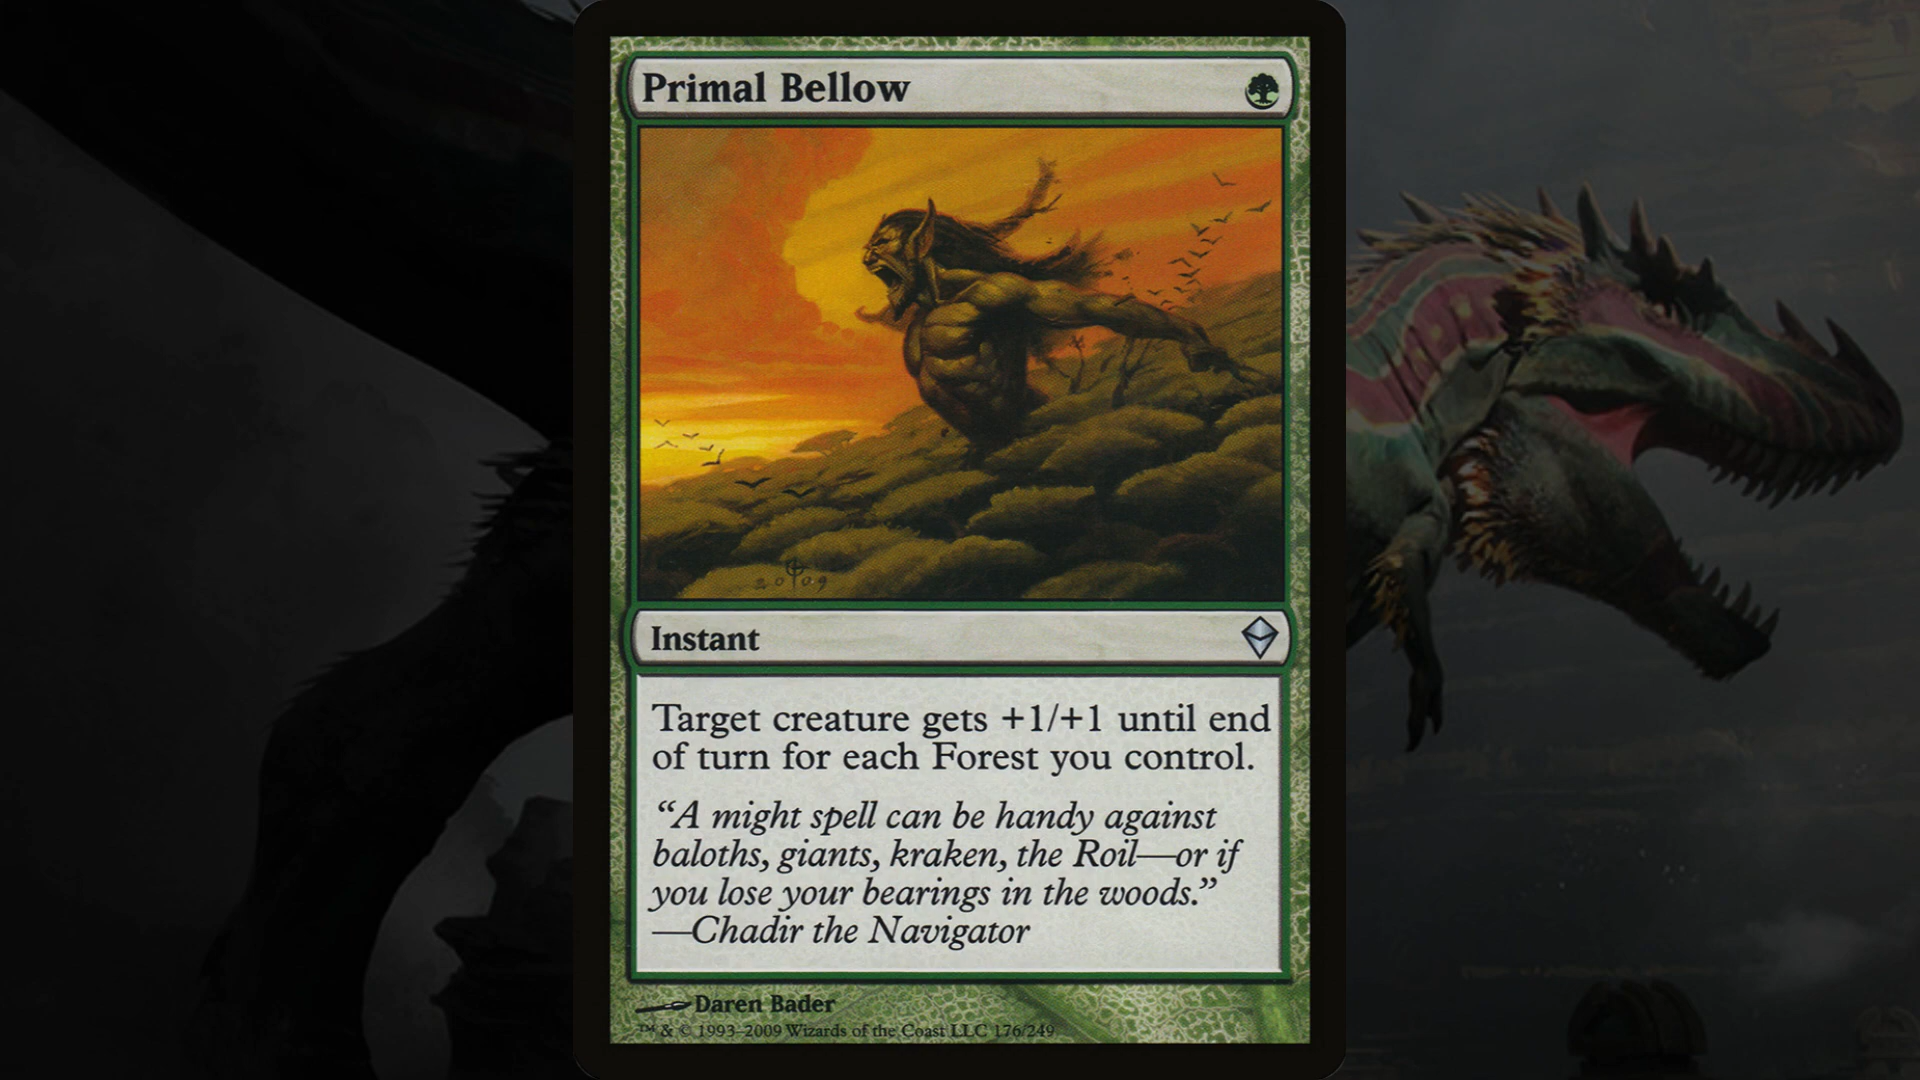 Primal Bellow
2009
Instant
Target creature gets +1/+1 until end
of turn for each Forest you control.
“A might spell can be handy against
baloths, giants, kraken, the Roil—or if
you lose your bearings in the woods.”
—Chadir the Navigator
Daren Bader
™ & © 1993–2009 Wizards of the Coast LLC 176/249